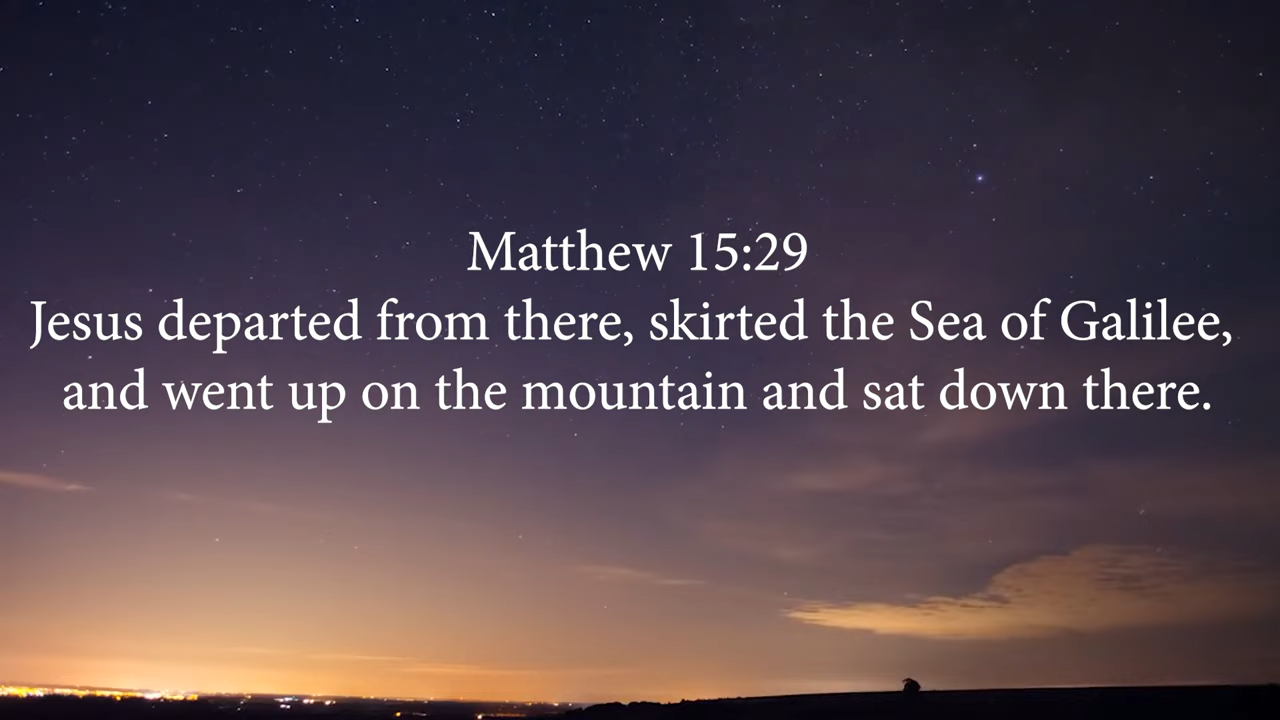 Matthew 15:29
Jesus departed from there, skirted the Sea of Galilee,
and went up on the mountain and sat down there.